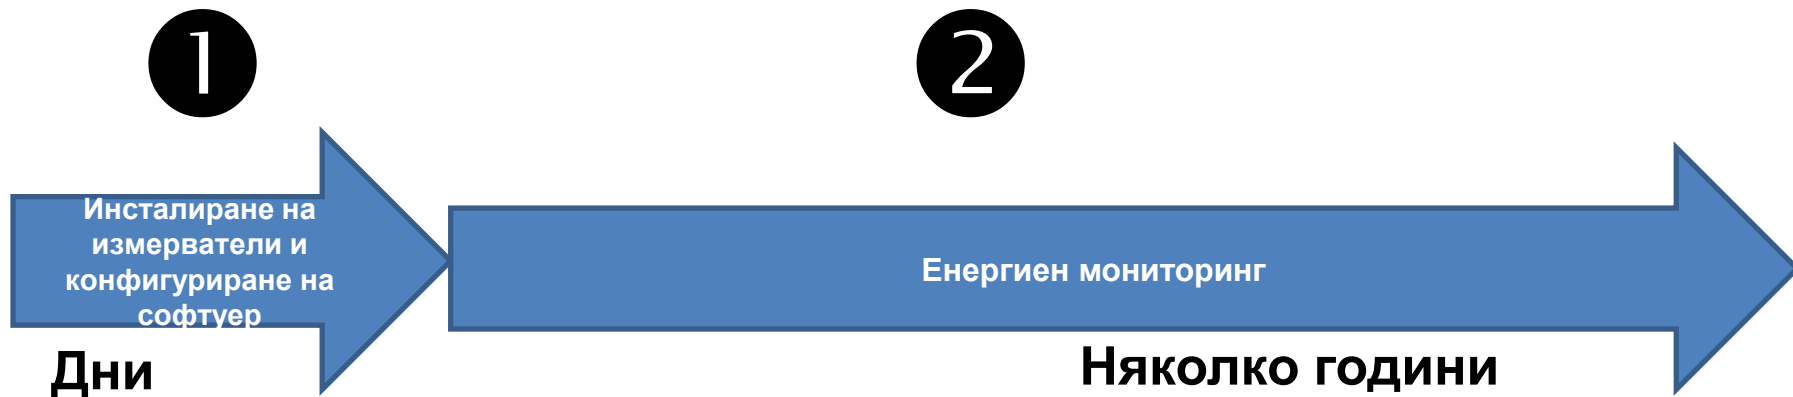 1
2
Инсталиране на
измерватели и
конфигуриране на
софтуер
Енергиен мониторинг
Дни
Няколко години